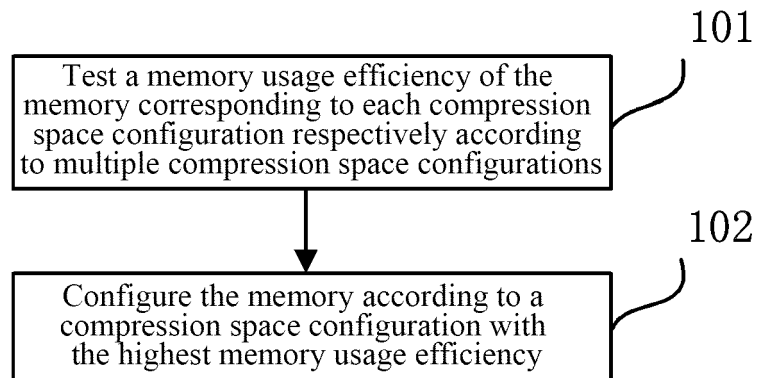 101
Test a memory usage efficiency of the
memory corresponding to each compression
space configuration respectively according
to multiple compression space configurations
102
Configure the memory according to a
compression space configuration with
the highest memory usage efficiency